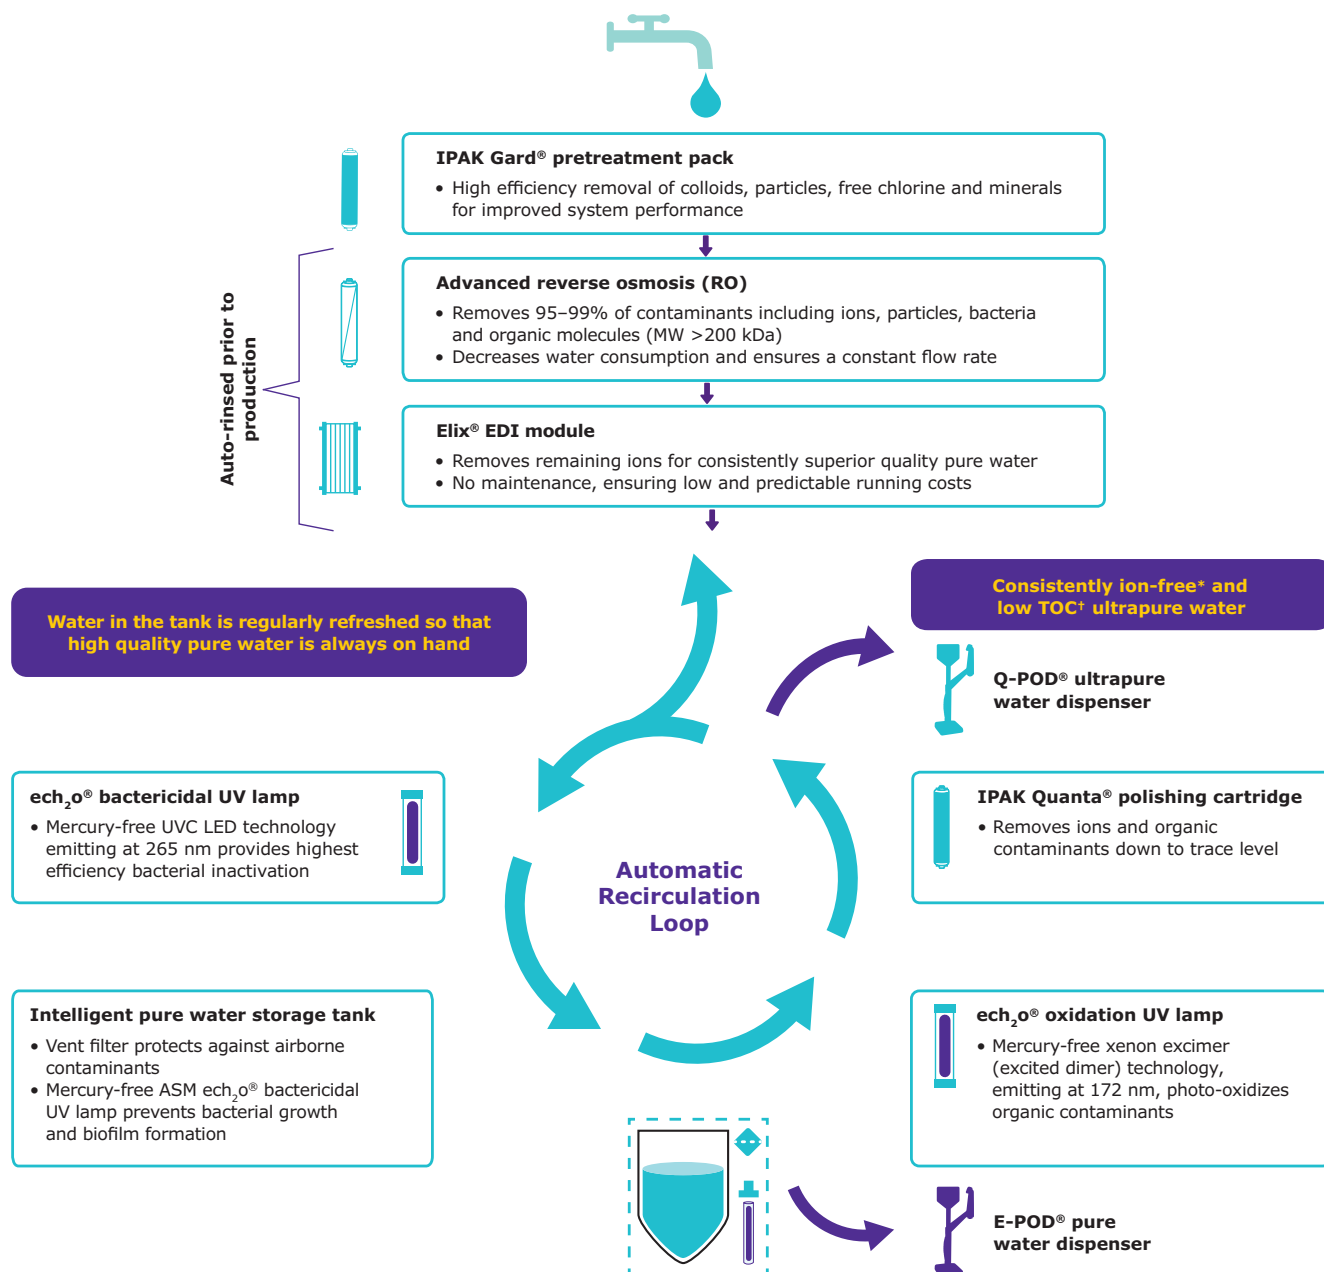 IPAK Gard® pretreatment pack
• High efficiency removal of colloids, particles, free chlorine and minerals
for improved system performance
Auto-rinsed prior to
production
Advanced reverse osmosis (RO)
• Removes 95–99% of contaminants including ions, particles, bacteria
and organic molecules (MW >200 kDa)
• Decreases water consumption and ensures a constant flow rate
Elix® EDI module
• Removes remaining ions for consistently superior quality pure water
• No maintenance, ensuring low and predictable running costs
Water in the tank is regularly refreshed so that
high quality pure water is always on hand
Consistently ion-free* and
low TOC† ultrapure water
Q-POD® ultrapure
water dispenser
ech₂o® bactericidal UV lamp
• Mercury-free UVC LED technology
emitting at 265 nm provides highest
efficiency bacterial inactivation
Automatic
Recirculation
Loop
IPAK Quanta® polishing cartridge
• Removes ions and organic
contaminants down to trace level
Intelligent pure water storage tank
• Vent filter protects against airborne
contaminants
• Mercury-free ASM ech₂o® bactericidal
UV lamp prevents bacterial growth
and biofilm formation
ech₂o® oxidation UV lamp
• Mercury-free xenon excimer
(excited dimer) technology,
emitting at 172 nm, photo-oxidizes
organic contaminants
E-POD® pure
water dispenser